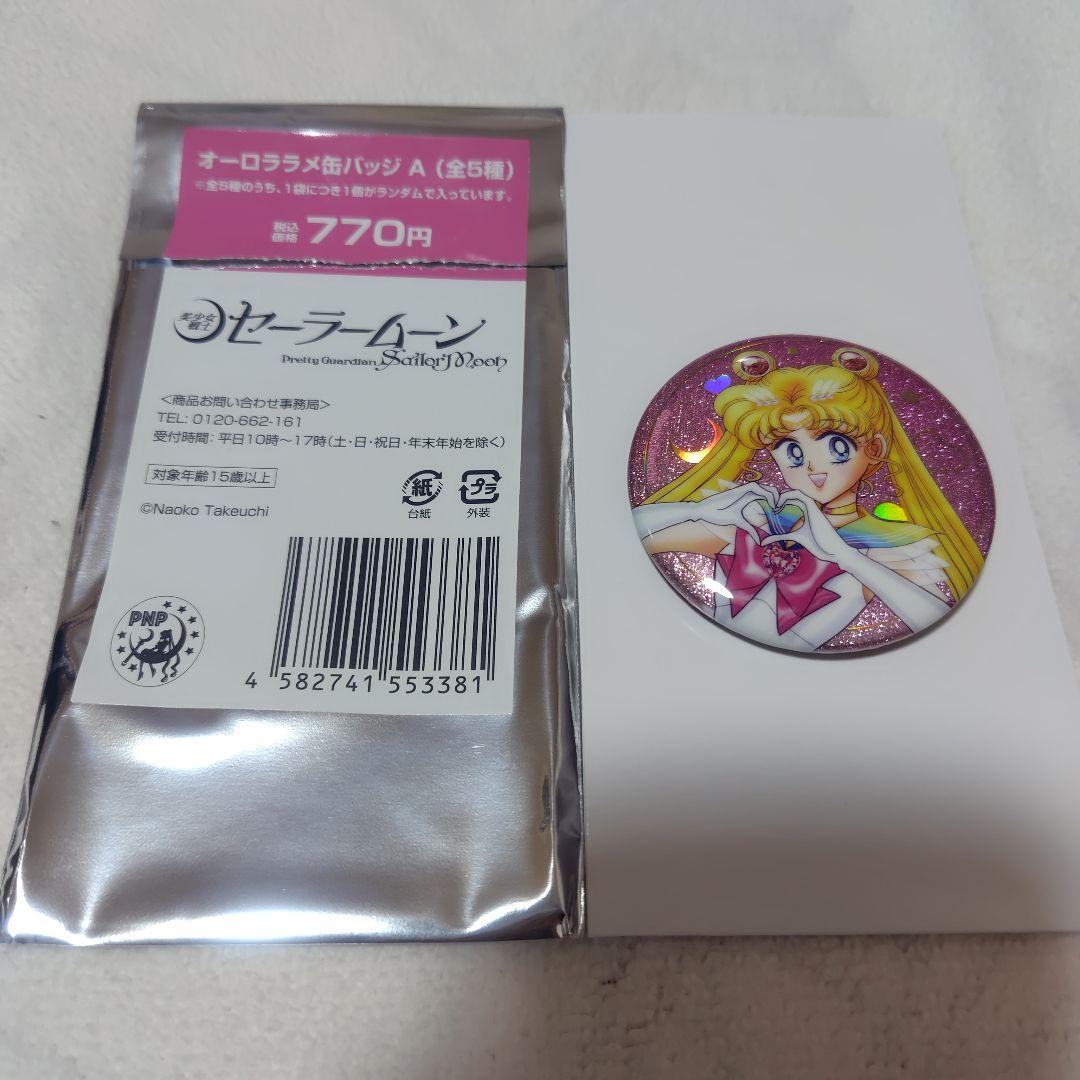 オーロララメ缶バッジ A（全5種）
※全5種のうち、1袋につき1個がランダムで入っています。
税込
価格 770円
美少女
戦士 セーラームーン
Pretty Guardian Sailor Moon
＜商品お問い合わせ事務局＞
TEL: 0120-662-161
受付時間：平日10時～17時（土・日・祝日・年末年始を除く）
対象年齢15歳以上
紙 プラ
台紙 外装
©Naoko Takeuchi
PNP
4 582741 553381